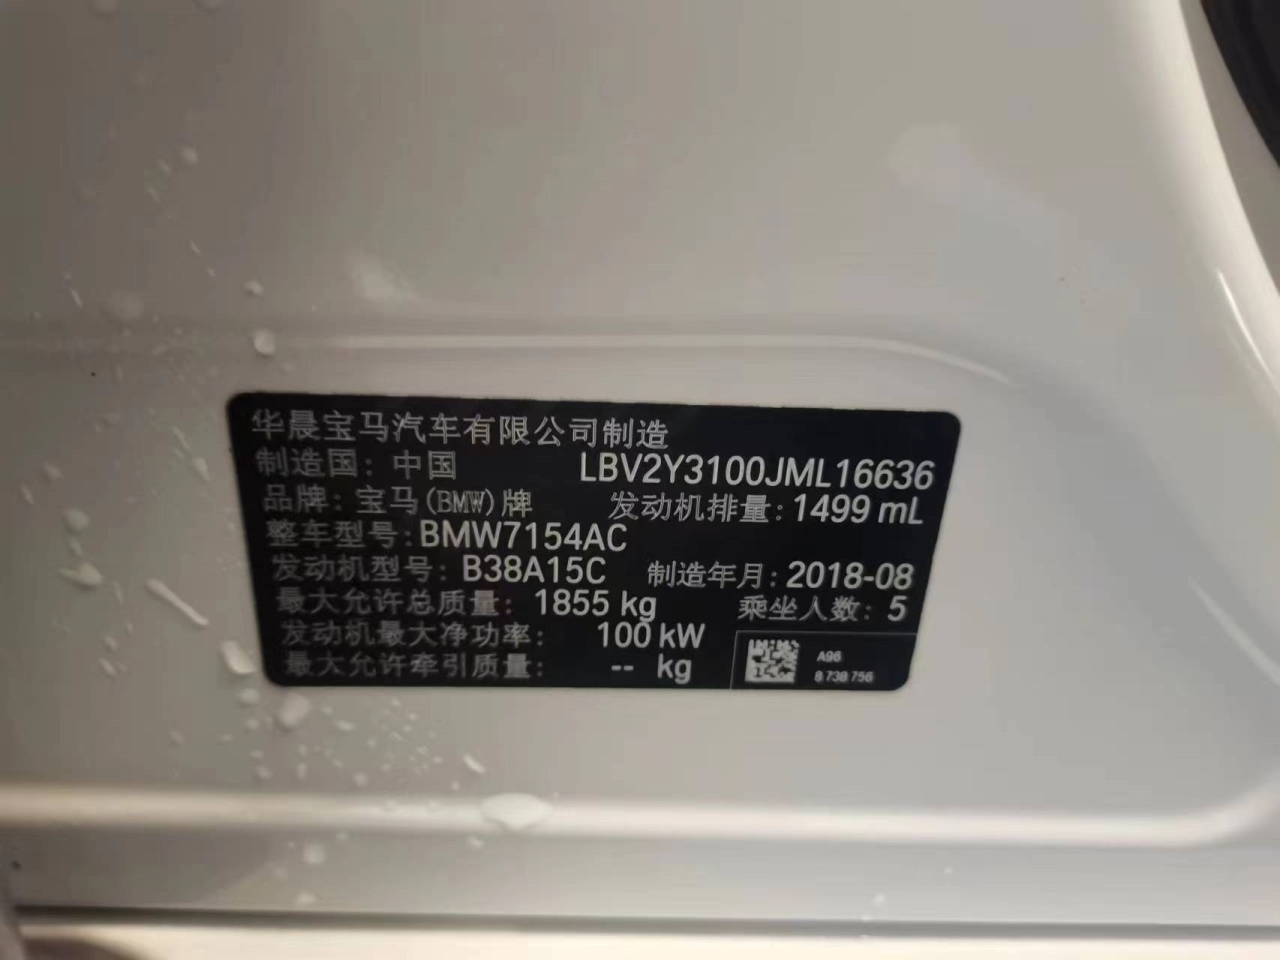 华晨宝马汽车有限公司制造
制造国：中国 LBV2Y3100JML16636
品牌：宝马(BMW)牌 发动机排量：1499 mL
整车型号：BMW7154AC
发动机型号：B38A15C 制造年月：2018-08
最大允许总质量：1855 kg 乘坐人数：5
发动机最大净功率：100 kW
最大允许牵引质量：-- kg
A96
8 738 756